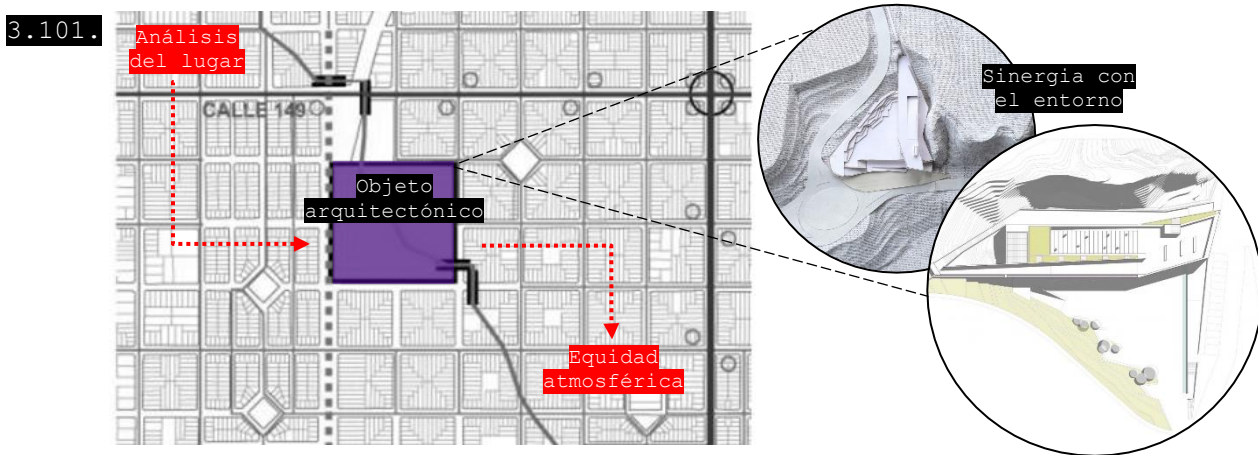 3.101.
Análisis
del lugar
CALLE 149
Objeto
arquitectónico
Equidad
atmosférica
Sinergia con
el entorno